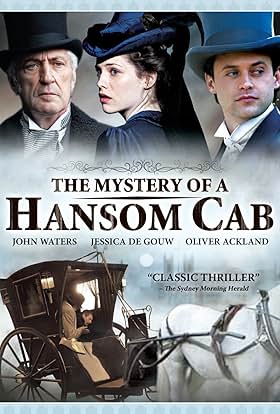 THE MYSTERY OF A
HANSOM CAB
JOHN WATERS JESSICA DE GOUW OLIVER ACKLAND
“CLASSIC THRILLER”
– The Sydney Morning Herald